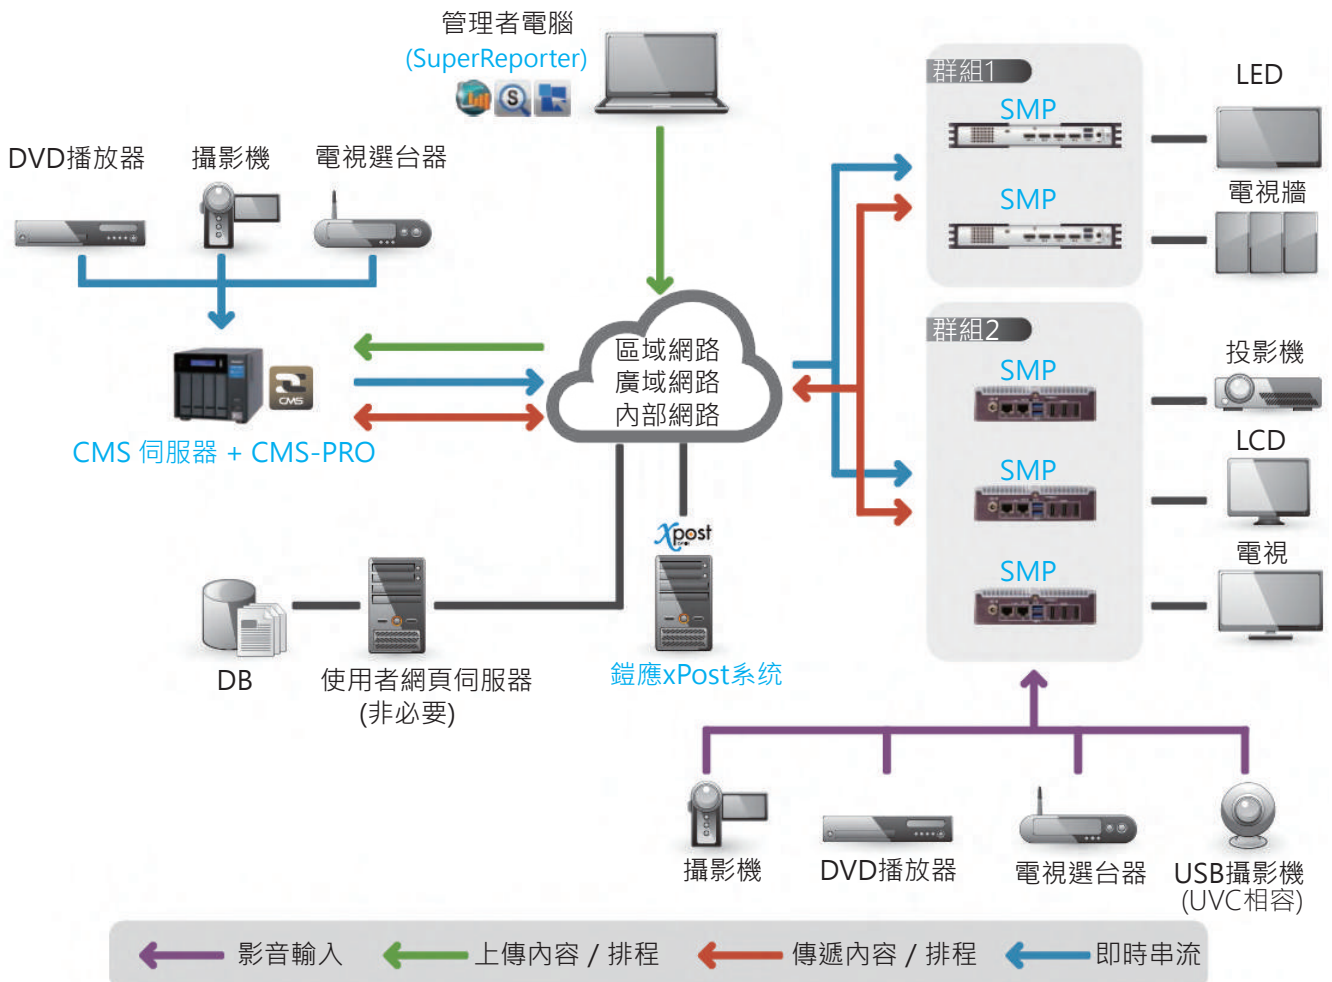 管理者電腦
(SuperReporter)
S
DVD播放器
攝影機
電視選台器
CMS
CMS 伺服器 + CMS-PRO
區域網路
廣域網路
內部網路
群組1
SMP
SMP
LED
電視牆
群組2
SMP
SMP
SMP
投影機
LCD
電視
DB
使用者網頁伺服器
(非必要)
Xpost
鎧應xPost系统
攝影機
DVD播放器
電視選台器
USB攝影機
(UVC相容)
影音輸入
上傳內容 / 排程
傳遞內容 / 排程
即時串流